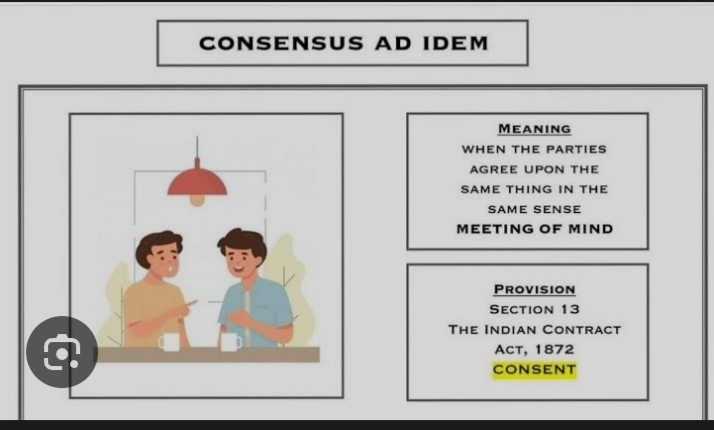 CONSENSUS AD IDEM
MEANING
WHEN THE PARTIES
AGREE UPON THE
SAME THING IN THE
SAME SENSE
MEETING OF MIND
PROVISION
SECTION 13
THE INDIAN CONTRACT
ACT, 1872
CONSENT